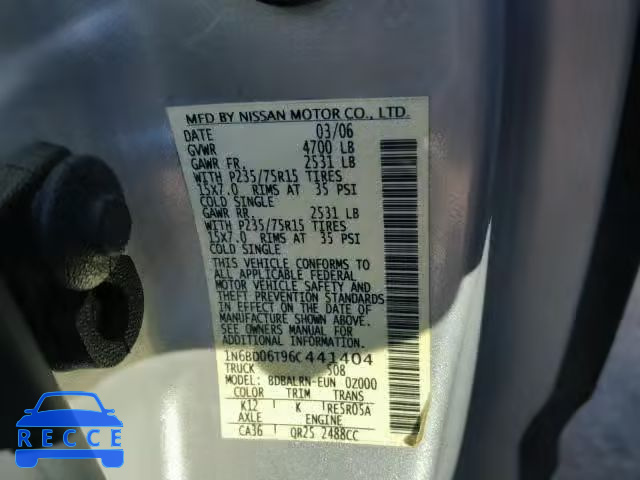 MFD BY NISSAN MOTOR CO., LTD.
DATE 03/06
GVWR 4700 LB
GAWR FR. 2531 LB
WITH P235/75R15 TIRES
15X7.0 RIMS AT 35 PSI
COLD SINGLE
GAWR RR. 2531 LB
WITH P235/75R15 TIRES
15X7.0 RIMS AT 35 PSI
COLD SINGLE
THIS VEHICLE CONFORMS TO
ALL APPLICABLE FEDERAL
MOTOR VEHICLE SAFETY AND
THEFT PREVENTION STANDARDS
IN EFFECT ON THE DATE OF
MANUFACTURE SHOWN ABOVE.
SEE OWNERS MANUAL FOR
ADDITIONAL INFORMATION
1N6BD06T96C441404
TRUCK 508
MODEL: BDBALRN-EUN 0Z000
COLOR TRIM TRANS
K12 K RE5R05A
AXLE ENGINE
CA36 QR25 2488CC
BAD CAR
RECCE